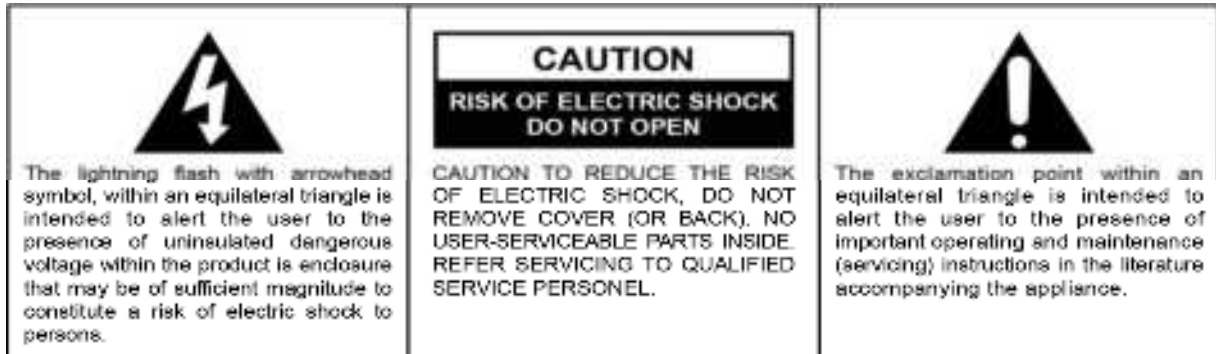 The lightning flash with arrowhead
symbol, within an equilateral triangle is
intended to alert the user to the
presence of uninsulated dangerous
voltage within the product is enclosure
that may be of sufficient magnitude to
constitute a risk of electric shock to
persons.
CAUTION
RISK OF ELECTRIC SHOCK
DO NOT OPEN
CAUTION TO REDUCE THE RISK
OF ELECTRIC SHOCK, DO NOT
REMOVE COVER (OR BACK). NO
USER-SERVICEABLE PARTS INSIDE.
REFER SERVICING TO QUALIFIED
SERVICE PERSONEL.
The exclamation point within an
equilateral triangle is intended to
alert the user to the presence of
important operating and maintenance
(servicing) instructions in the literature
accompanying the appliance.